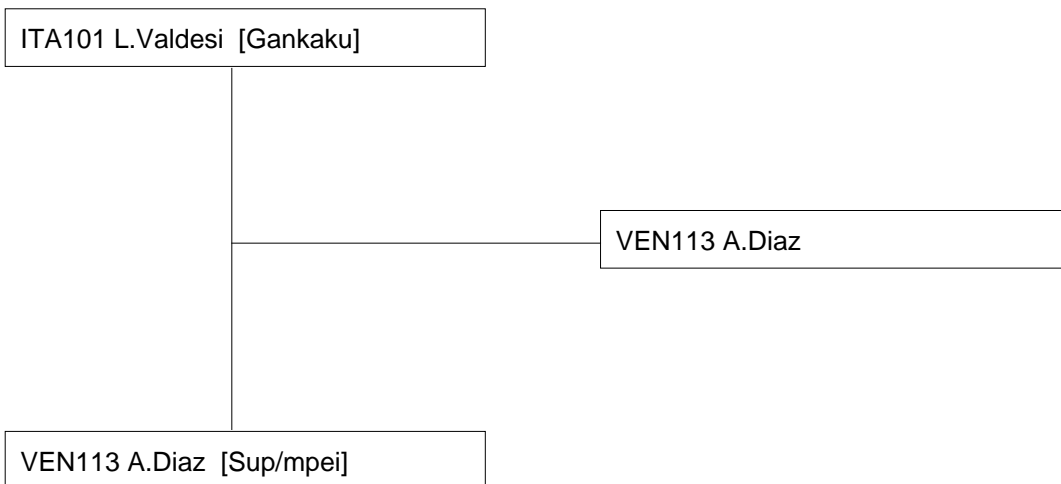 ITA101 L.Valdesi [Gankaku]
VEN113 A.Diaz
VEN113 A.Diaz [Sup/mpei]